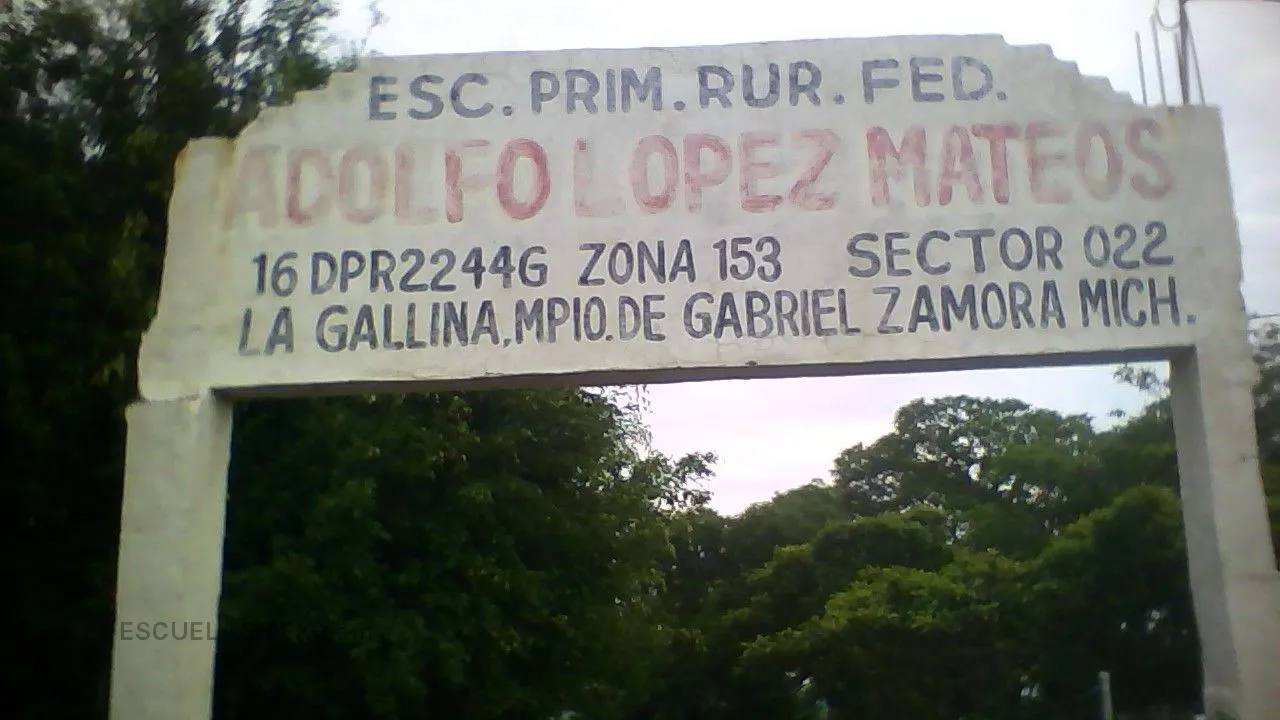 ESC. PRIM. RUR. FED.
ADOLFO LOPEZ MATEOS
16 DPR2244G ZONA 153 SECTOR 022
LA GALLINA, MPIO. DE GABRIEL ZAMORA MICH.